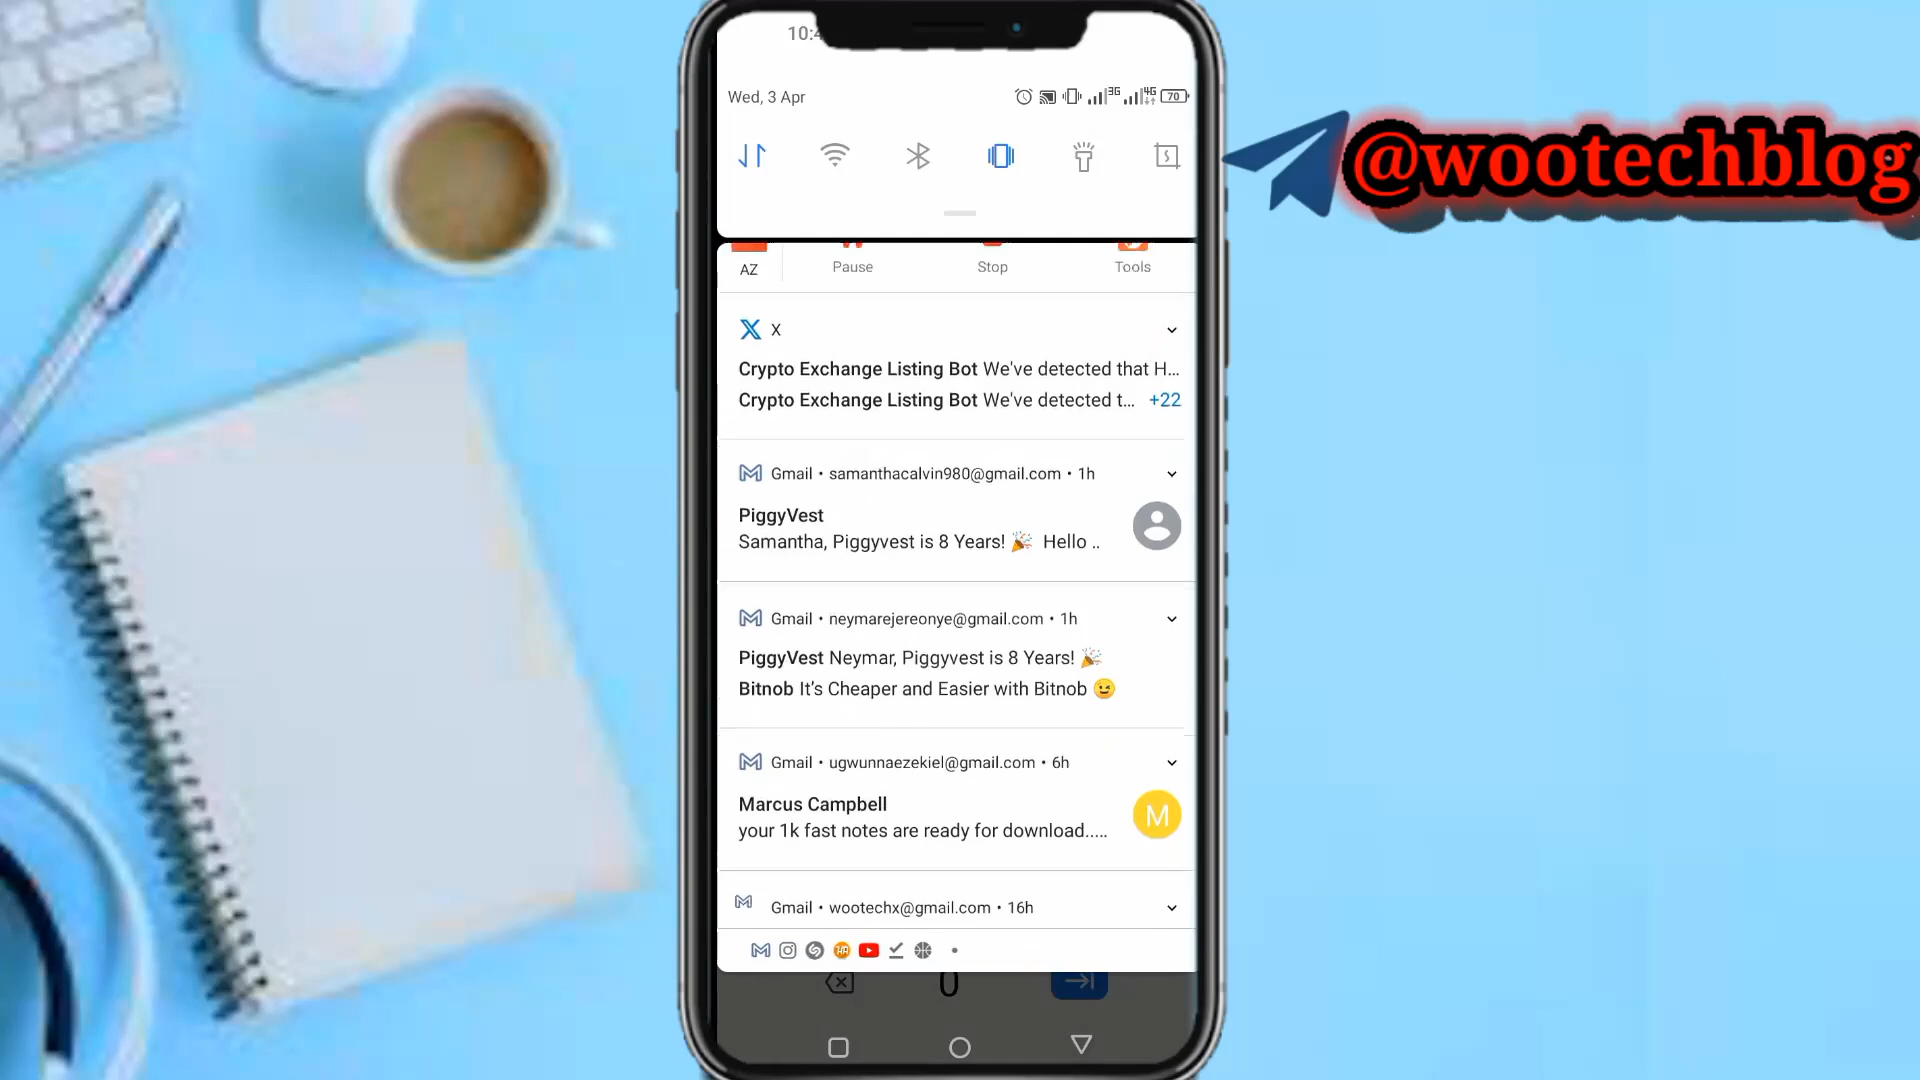 10:4
Wed, 3 Apr
3G
4G
70
@wootechblog
AZ
Pause
Stop
Tools
X
Crypto Exchange Listing Bot We've detected that H...
Crypto Exchange Listing Bot We've detected t... +22
Gmail • samanthacalvin980@gmail.com • 1h
PiggyVest
Samantha, Piggyvest is 8 Years! 🎉 Hello ..
Gmail • neymarejereonye@gmail.com • 1h
PiggyVest Neymar, Piggyvest is 8 Years! 🎉
Bitnob It's Cheaper and Easier with Bitnob 😉
Gmail • ugwunnaezekiel@gmail.com • 6h
Marcus Campbell
M
your 1k fast notes are ready for download.....
Gmail • wootechx@gmail.com • 16h
0